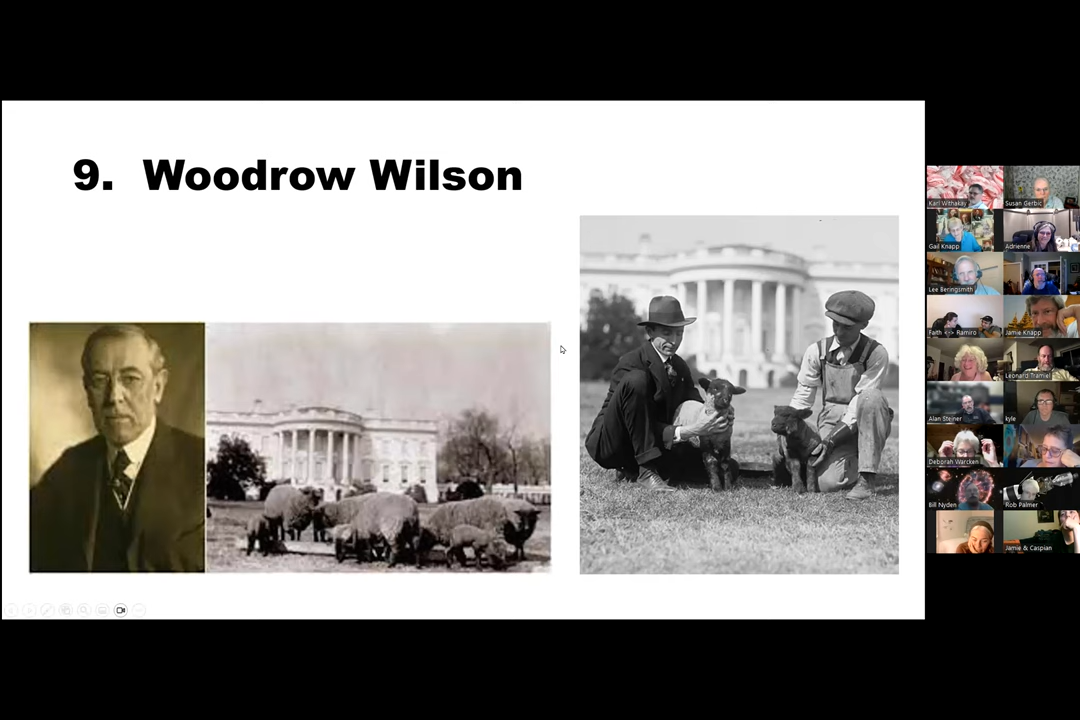 9. Woodrow Wilson
Karl Withakay
Susan Gerbic
Gail Knapp
Adrienne
Lee Beringsmith
Faith <-> Ramiro
Jamie Knapp
Leonard Tramiel
Alan Steiner
kyle
Deborah Warcken
Bill Nyden
Rob Palmer
Jamie & Caspian